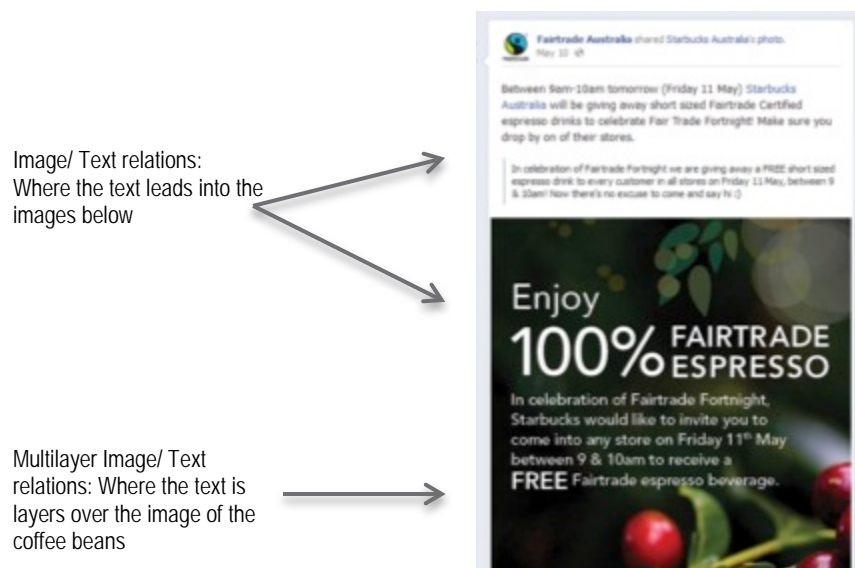 Image/ Text relations:
Where the text leads into the
images below
Multilayer Image/ Text
relations: Where the text is
layers over the image of the
coffee beans
Fairtrade Australia shared Starbucks Australia's photo.
May 10
Between 9am-10am tomorrow (Friday 11 May) Starbucks
Australia will be giving away short sized Fairtrade Certified
espresso drinks to celebrate Fair Trade Fortnight! Make sure you
drop by on of their stores.
In celebration of Fairtrade Fortnight we are giving away a FREE short sized
espresso drink to every customer in all stores on Friday 11 May, between 9
& 10am! Now there's no excuse to come and say hi :)
Enjoy
100% FAIRTRADE
ESPRESSO
In celebration of Fairtrade Fortnight,
Starbucks would like to invite you to
come into any store on Friday 11th May
between 9 & 10am to receive a
FREE Fairtrade espresso beverage.